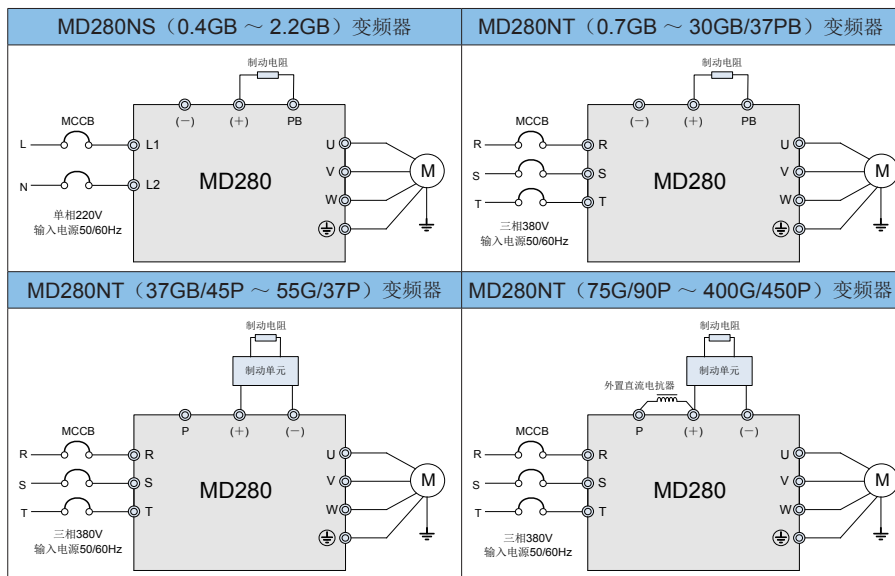 MD280NS（0.4GB ～ 2.2GB）变频器
制动电阻
MCCB
(－) (+) PB
L L1 U
V M
N L2 MD280 W
单相220V
输入电源50/60Hz
MD280NT（0.7GB ～ 30GB/37PB）变频器
制动电阻
MCCB
(－) (+) PB
R R U
S S MD280 V M
T T W
三相380V
输入电源50/60Hz
MD280NT（37GB/45P ～ 55G/37P）变频器
制动电阻
制动单元
MCCB
P (+) (－)
R R U
S S MD280 V M
T T W
三相380V
输入电源50/60Hz
MD280NT（75G/90P ～ 400G/450P）变频器
制动电阻
制动单元
外置直流电抗器
MCCB
P (+) (－)
R R U
S S MD280 V M
T T W
三相380V
输入电源50/60Hz